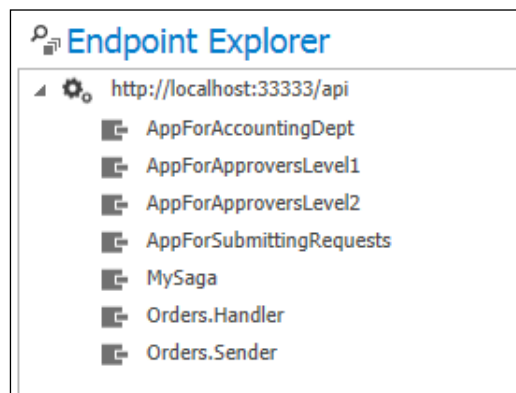 Endpoint Explorer
http://localhost:33333/api
AppForAccountingDept
AppForApproversLevel1
AppForApproversLevel2
AppForSubmittingRequests
MySaga
Orders.Handler
Orders.Sender